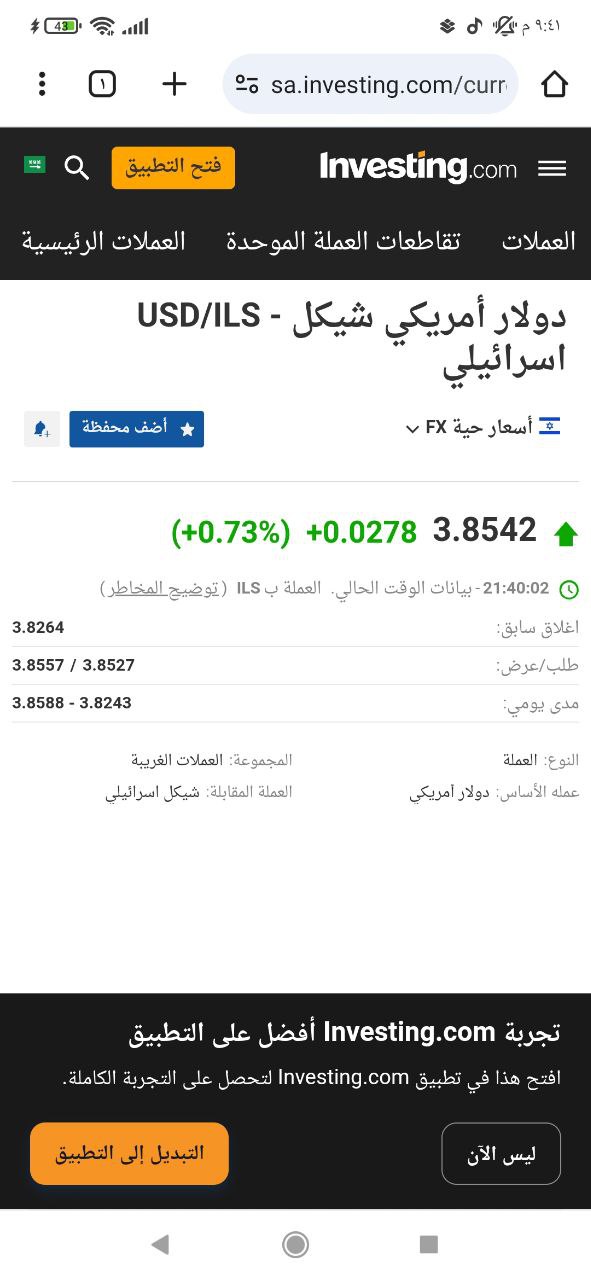 ٩:٤١ م
43
١
sa.investing.com/curr
Investing.com
فتح التطبيق
العملات تقاطعات العملة الموحدة العملات الرئيسية
USD/ILS - دولار أمريكي شيكل
اسرائيلي
أسعار حية FX
أضف محفظة
3.8542 +0.0278 (+0.73%)
21:40:02 - بيانات الوقت الحالي. العملة ب ILS (توضيح المخاطر)
اغلاق سابق: 3.8264
طلب/عرض: 3.8557 / 3.8527
مدى يومي: 3.8588 - 3.8243
النوع: العملة المجموعة: العملات الغريبة
عمله الأساس: دولار أمريكي العملة المقابلة: شيكل اسرائيلي
تجربة Investing.com أفضل على التطبيق
افتح هذا في تطبيق Investing.com لتحصل على التجربة الكاملة.
ليس الآن
التبديل إلى التطبيق